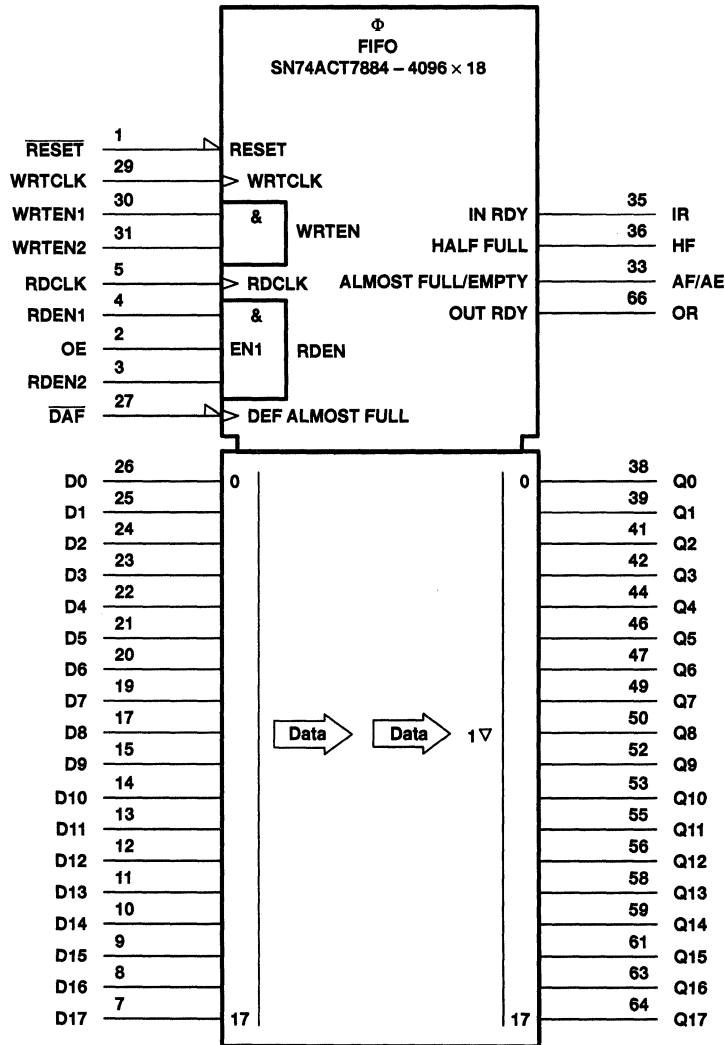 Φ
FIFO
SN74ACT7884 – 4096 × 18
RESET 1 RESET
WRTCLK 29 WRTCLK
WRTEN1 30 & IN RDY 35 IR
WRTEN WRTEN2 31 HALF FULL 36 HF
RDCLK 5 RDCLK ALMOST FULL/EMPTY 33 AF/AE
RDEN1 4 & OUT RDY 66 OR
OE 2 EN1 RDEN
RDEN2 3
DAF 27 DEF ALMOST FULL
D0 26 0 0 38 Q0
D1 25 39 Q1
D2 24 41 Q2
D3 23 42 Q3
D4 22 44 Q4
D5 21 46 Q5
D6 20 47 Q6
D7 19 49 Q7
D8 17 Data Data 1 ▽ 50 Q8
D9 15 52 Q9
D10 14 53 Q10
D11 13 55 Q11
D12 12 56 Q12
D13 11 58 Q13
D14 10 59 Q14
D15 9 61 Q15
D16 8 63 Q16
D17 7 17 17 64 Q17